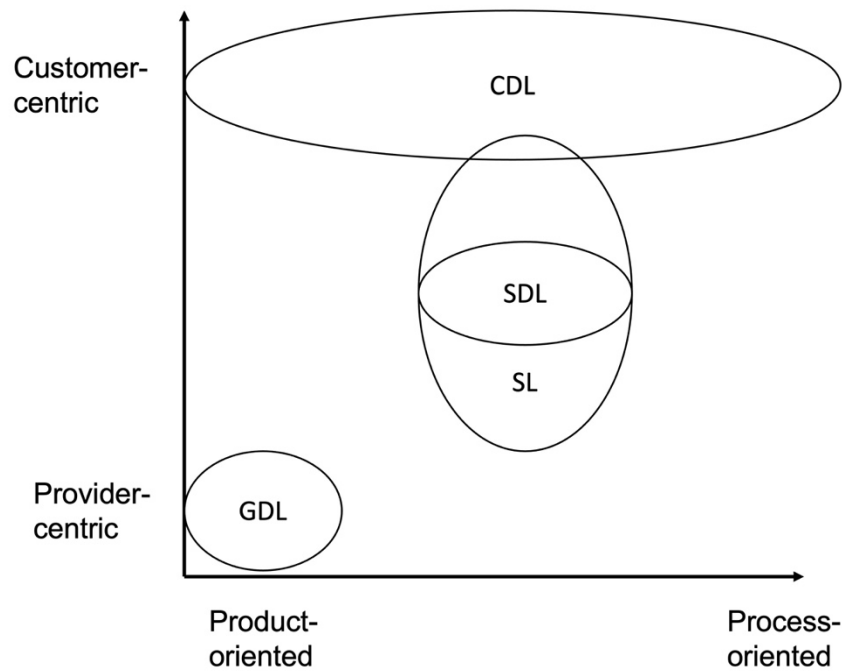 Customer-
centric
CDL
SDL
SL
Provider-
centric
GDL
Product-
oriented
Process-
oriented